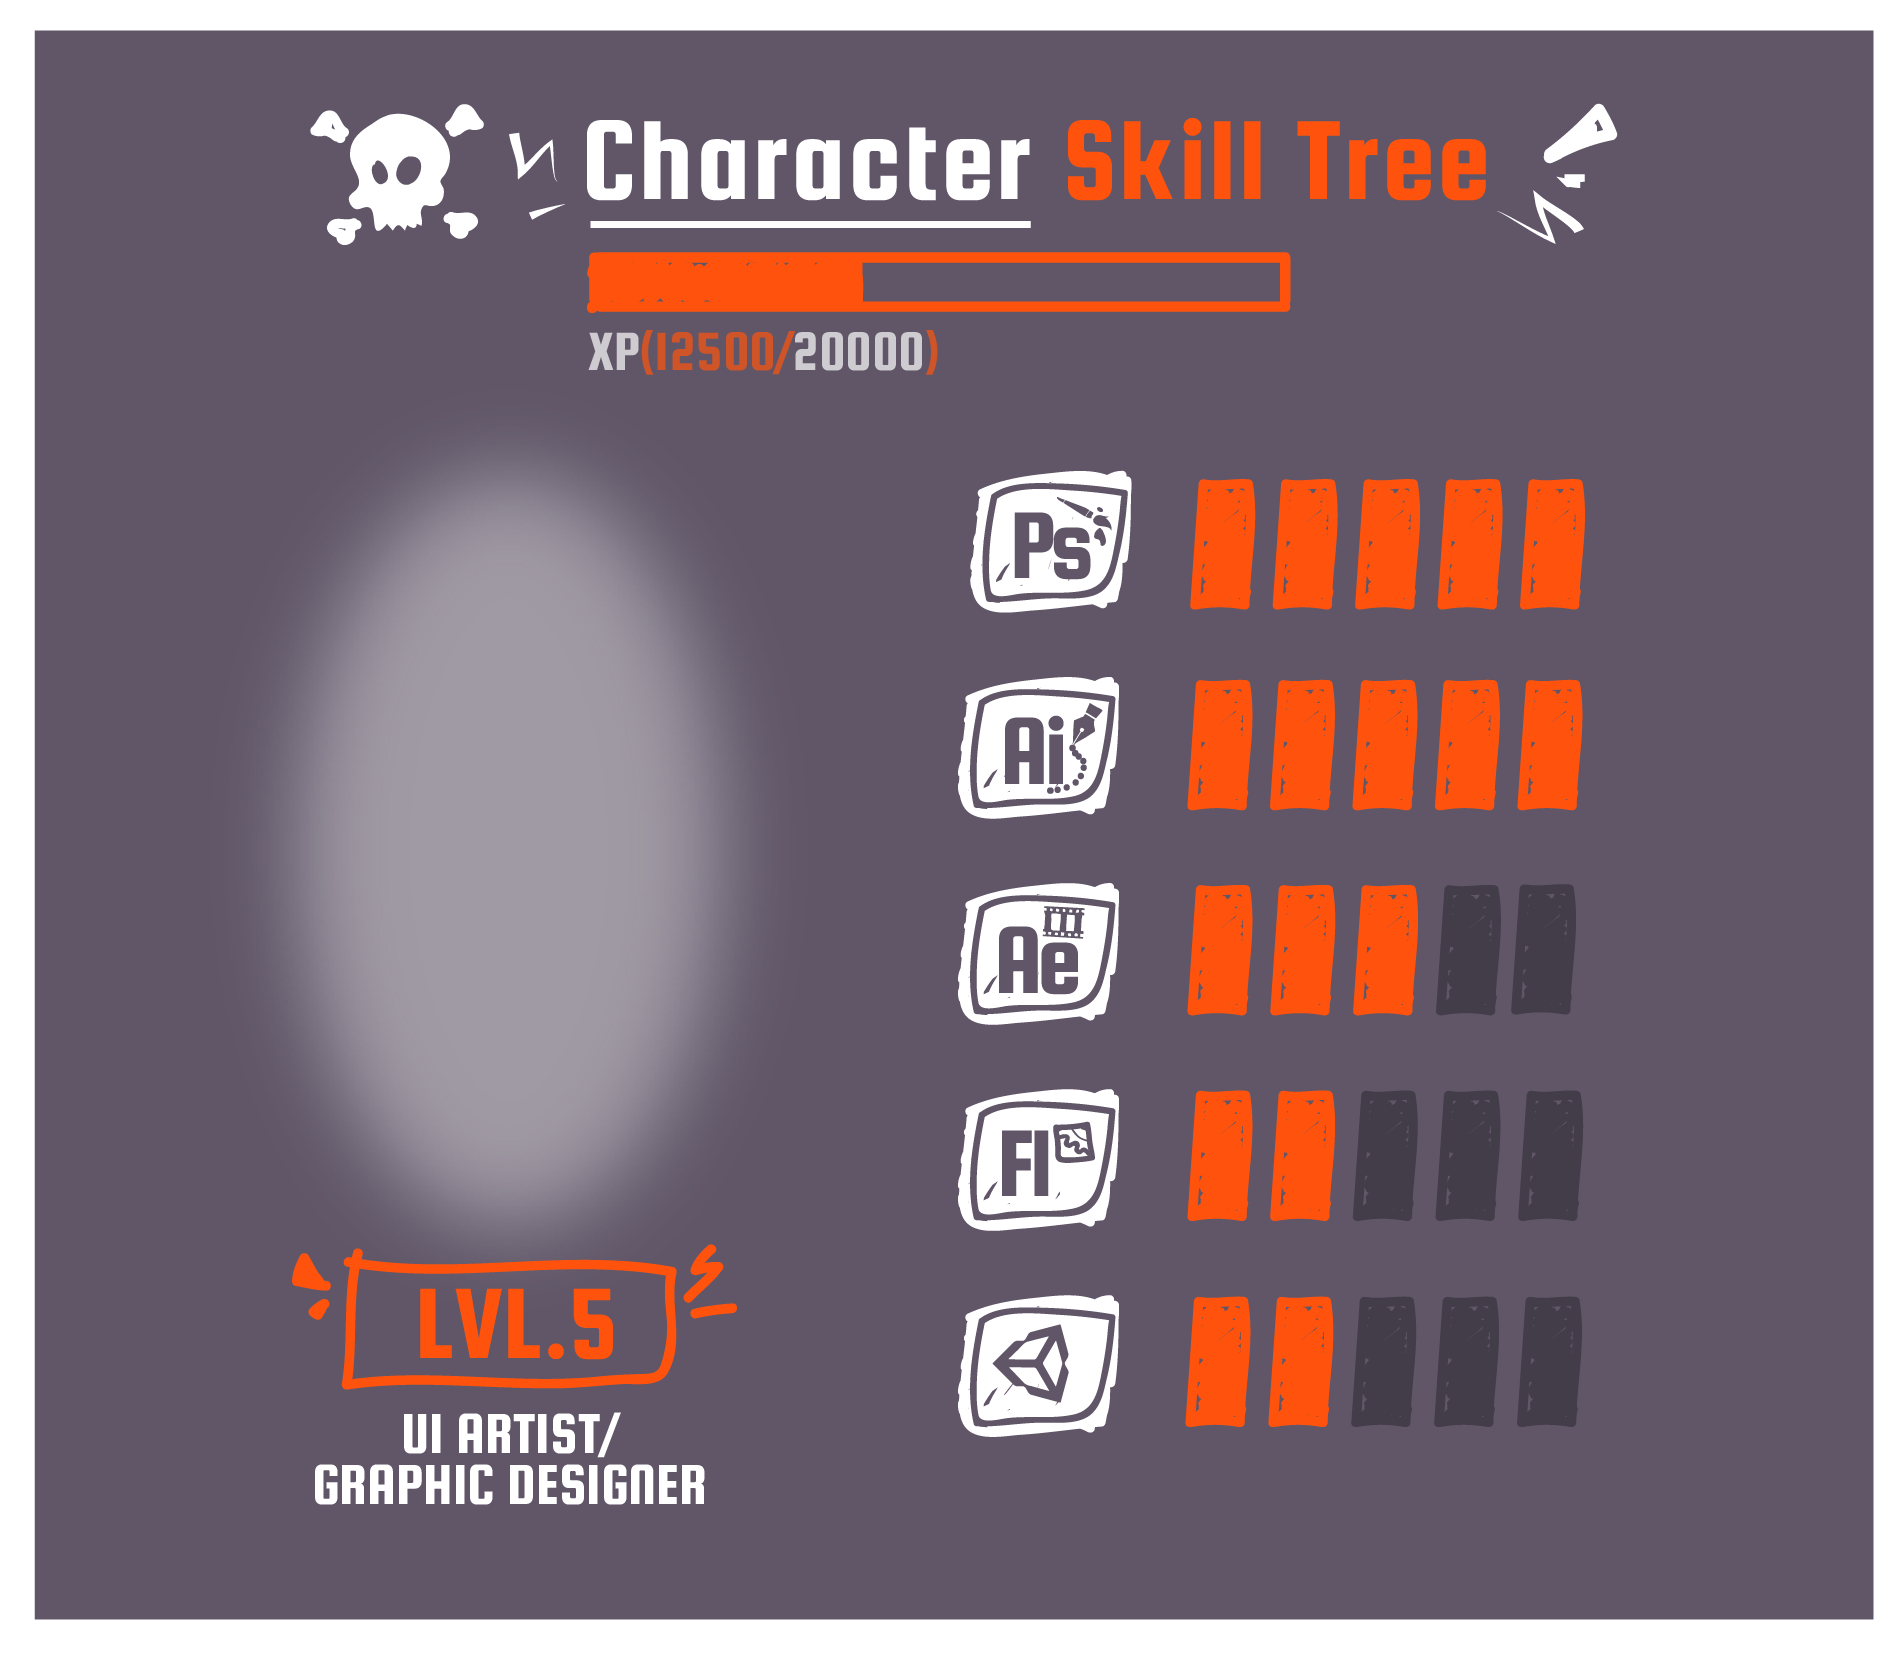 Character Skill Tree
XP(12500/20000)
Ps
Ai
Ae
Fl
LVL.5
UI ARTIST/
GRAPHIC DESIGNER